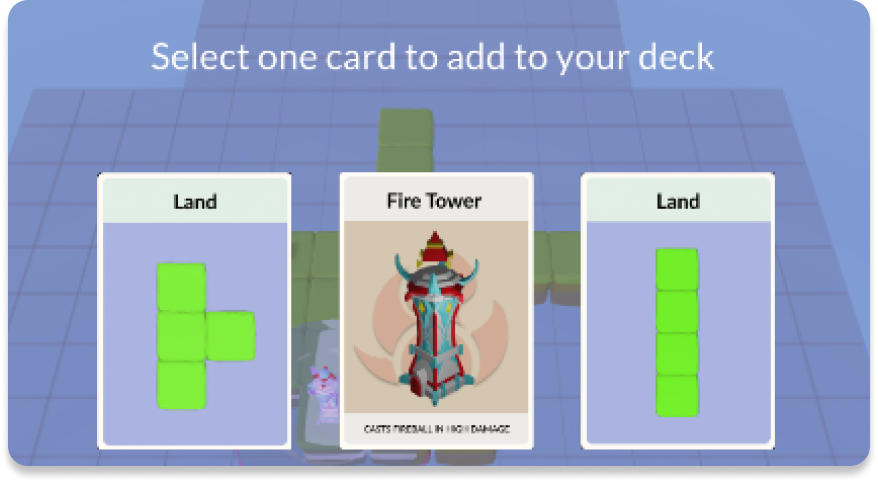 Select one card to add to your deck
Land
Fire Tower
Land
CASTS FIREBALL IN HIGH DAMAGE